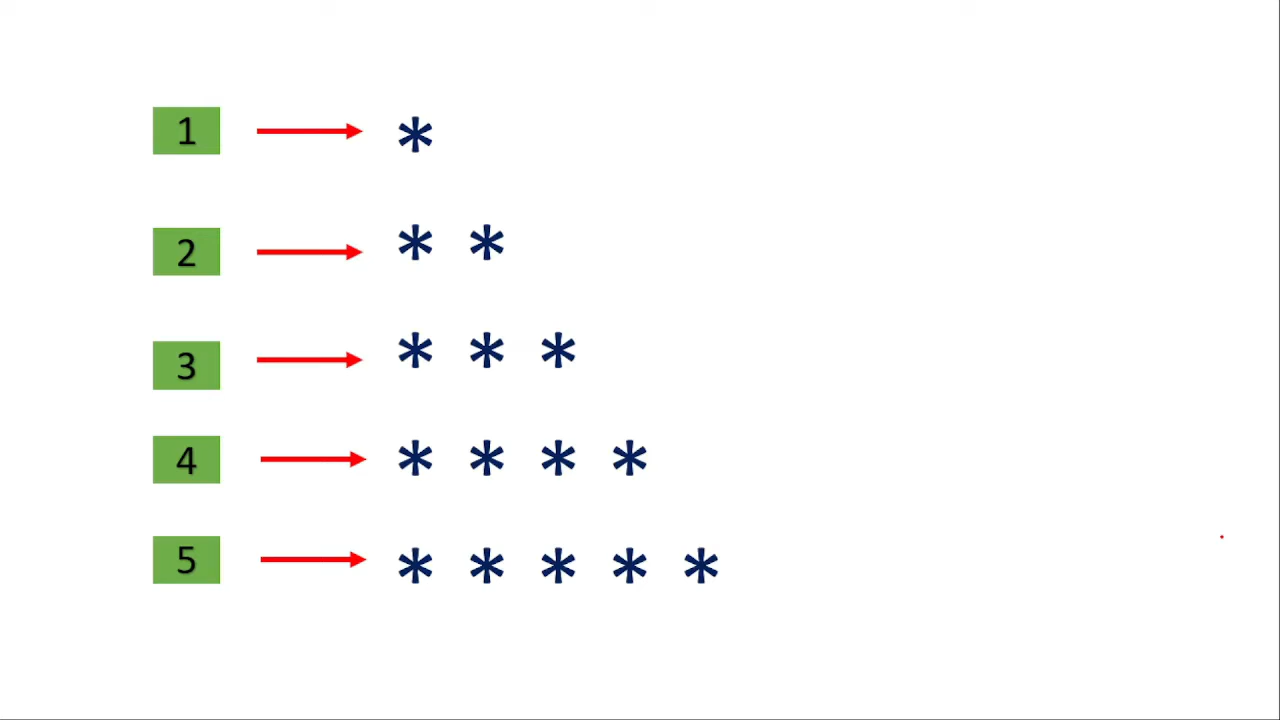 1 *
2 * *
3 * * *
4 * * * *
5 * * * * *